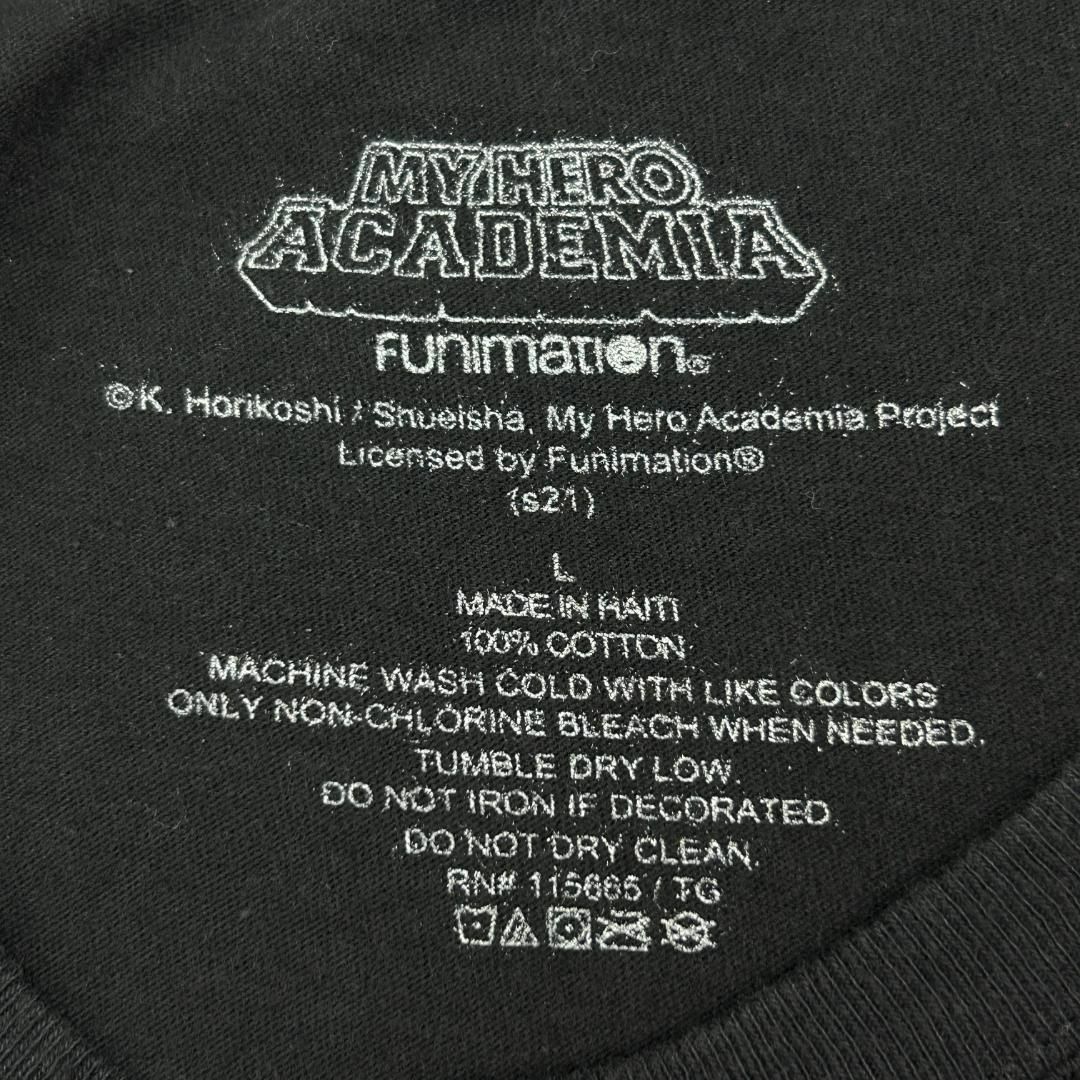 MY HERO
ACADEMIA
FUNIMATION®
©K. Horikoshi / Shueisha, My Hero Academia Project
Licensed by Funimation®
(s21)
L
MADE IN HAITI
100% COTTON
MACHINE WASH COLD WITH LIKE COLORS
ONLY NON-CHLORINE BLEACH WHEN NEEDED.
TUMBLE DRY LOW.
DO NOT IRON IF DECORATED.
DO NOT DRY CLEAN.
RN# 115665 / TG